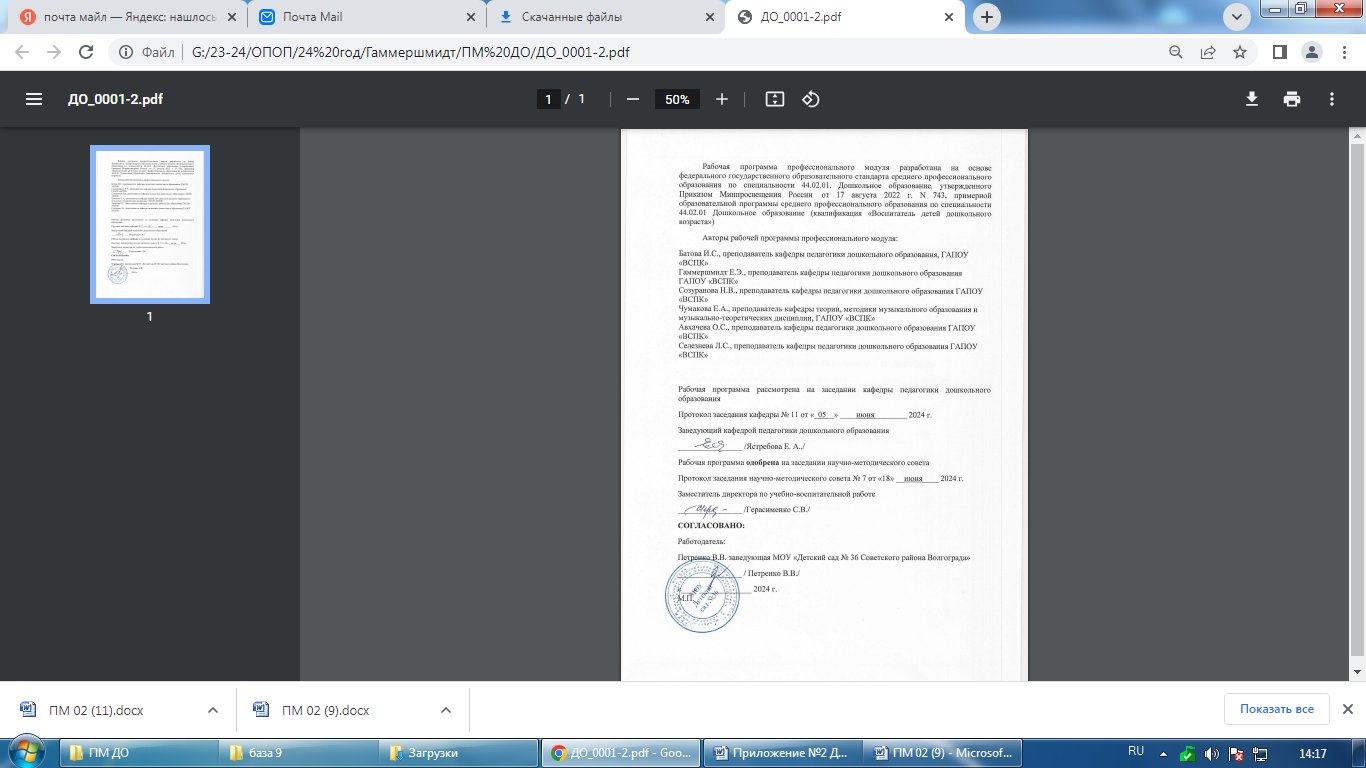 почта майл — Яндекс: нашлось
Почта Mail
Скачанные файлы
ДО_0001-2.pdf
Файл
G:/23-24/ОПОП/24%20год/Гаммершмидт/ПМ%20ДО/ДО_0001-2.pdf
ДО_0001-2.pdf
1 / 1
50%
1
Рабочая программа профессионального модуля разработана на основе
федерального государственного образовательного стандарта среднего профессионального
образования по специальности 44.02.01. Дошкольное образование, утвержденного
Приказом Минпросвещения России от 17 августа 2022 г. N 743, примерной
образовательной программы среднего профессионального образования по специальности
44.02.01 Дошкольное образование (квалификация «Воспитатель детей дошкольного
возраста»)
Авторы рабочей программы профессионального модуля:
Батова И.С., преподаватель кафедры педагогики дошкольного образования, ГАПОУ
«ВСПК»
Гаммершмидт Е.Э., преподаватель кафедры педагогики дошкольного образования
ГАПОУ «ВСПК»
Созуранова Н.В., преподаватель кафедры педагогики дошкольного образования ГАПОУ
«ВСПК»
Чумакова Е.А., преподаватель кафедры теории, методики музыкального образования и
музыкально-теоретических дисциплин, ГАПОУ «ВСПК»
Авхачева О.С., преподаватель кафедры педагогики дошкольного образования ГАПОУ
«ВСПК»
Селезнева Л.С., преподаватель кафедры педагогики дошкольного образования ГАПОУ
«ВСПК»
Рабочая программа рассмотрена на заседании кафедры педагогики дошкольного
образования
Протокол заседания кафедры № 11 от «_05_» ____июня________ 2024 г.
Заведующий кафедрой педагогики дошкольного образования
/Ястребова Е. А../
Рабочая программа одобрена на заседании научно-методического совета
Протокол заседания научно-методического совета № 7 от «18» __июня____ 2024 г.
Заместитель директора по учебно-воспитательной работе
/Герасименко С.В./
СОГЛАСОВАНО:
Работодатель:
Петренко В.В. заведующая МОУ «Детский сад № 36 Советского района Волгограда»
/ Петренко В.В./
2024 г.
М.П.
МОУ
Детский
сад №36
ПМ 02 (11).docx
ПМ 02 (9).docx
Показать все
ПМ ДО
база 9
Загрузки
ДО_0001-2.pdf - Goo...
Приложение №2 Д...
ПМ 02 (9) - Microsof...
RU
14:17